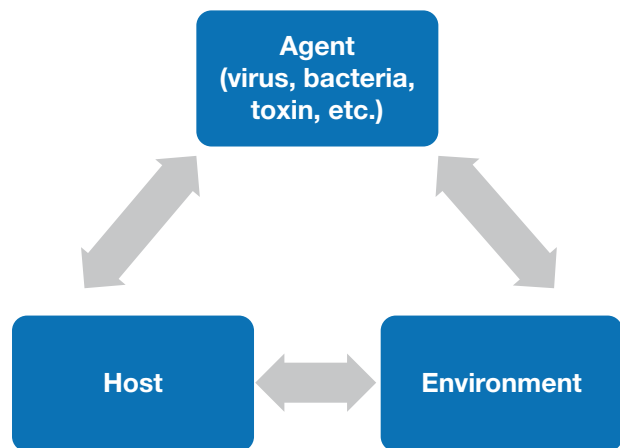 Agent
(virus, bacteria,
toxin, etc.)
Host
Environment